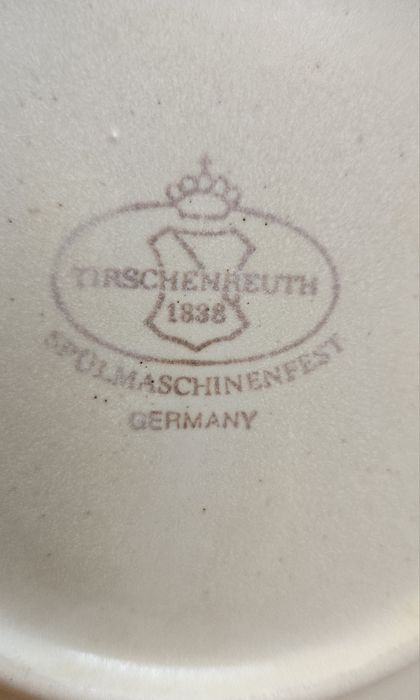 TIRSCHENREUTH
1838
SPÜLMASCHINENFEST
GERMANY